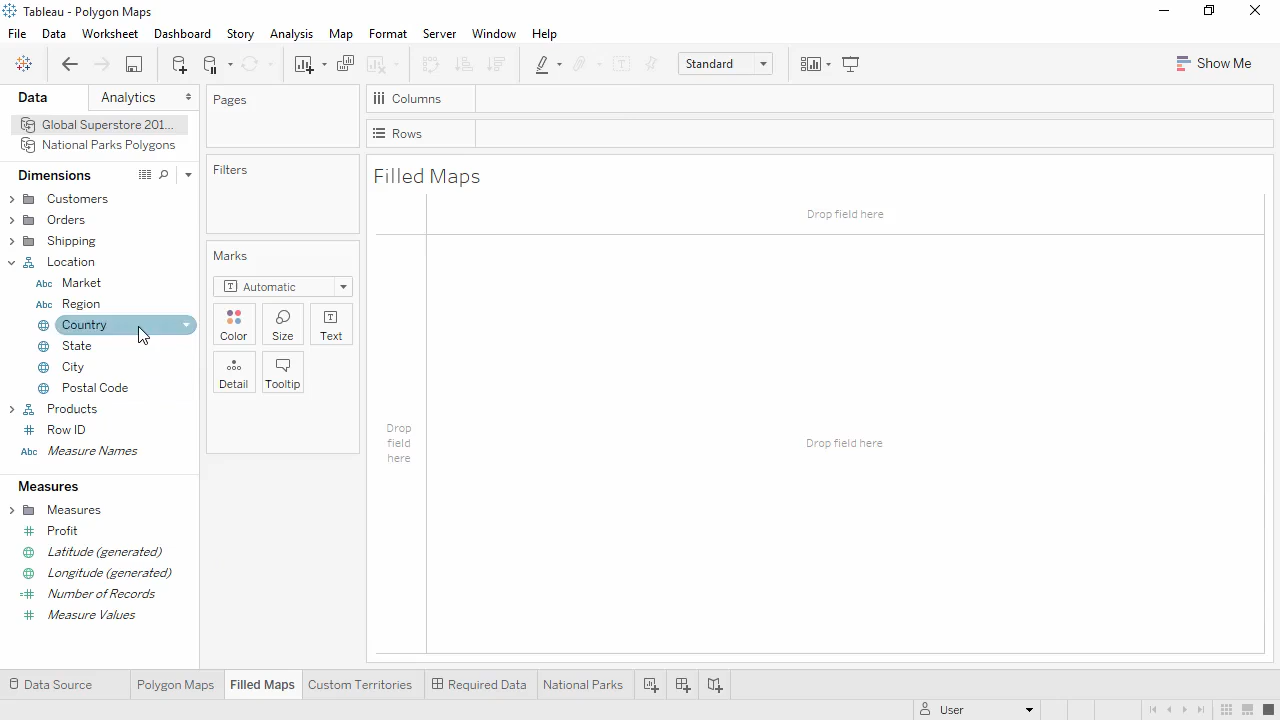 Tableau - Polygon Maps
File Data Worksheet Dashboard Story Analysis Map Format Server Window Help
Standard
Show Me
Data Analytics
Global Superstore 201...
National Parks Polygons
Dimensions
Customers
Orders
Shipping
Location
Abc Market
Abc Region
Country
State
City
Postal Code
Products
Row ID
Abc Measure Names
Measures
Measures
Profit
Latitude (generated)
Longitude (generated)
Number of Records
Measure Values
Pages
Filters
Marks
Automatic
Color Size Text
Detail Tooltip
Columns
Rows
Filled Maps
Drop field here
Drop
field
here
Drop field here
Data Source Polygon Maps Filled Maps Custom Territories Required Data National Parks
User